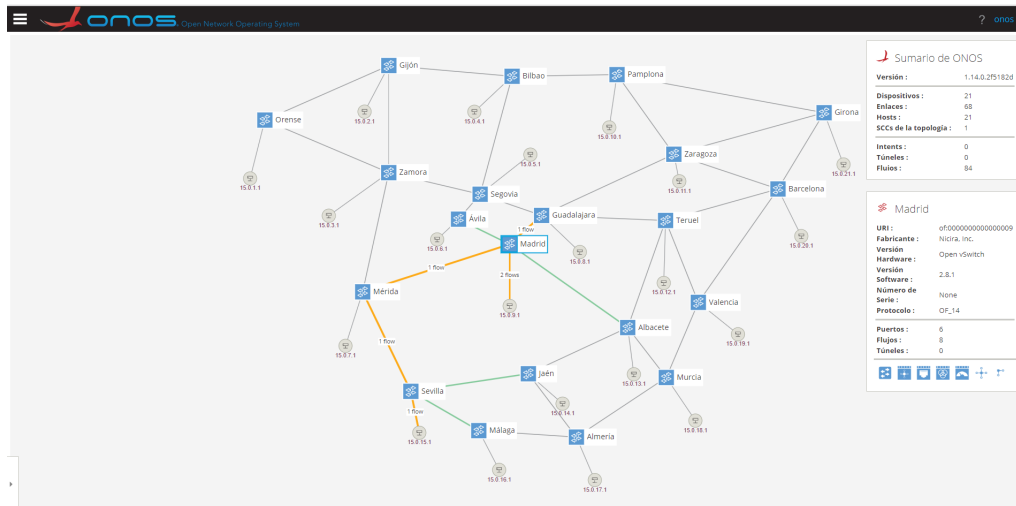 onos. Open Network Operating System
? onos
Gijón
Bilbao
Pamplona
Girona
Orense
15.0.2.1
15.0.4.1
15.0.10.1
15.0.21.1
15.0.1.1
Zamora
15.0.5.1
Zaragoza
15.0.11.1
Segovia
Barcelona
15.0.3.1
Ávila
Guadalajara
Teruel
1 flow
15.0.6.1
Madrid
15.0.8.1
15.0.20.1
1 flow
2 flows
Mérida
15.0.9.1
15.0.12.1
Valencia
Albacete
15.0.19.1
1 flow
15.0.7.1
Jaén
Murcia
15.0.13.1
Sevilla
1 flow
15.0.14.1
15.0.18.1
15.0.15.1
Málaga
Almería
15.0.16.1
15.0.17.1
Sumario de ONOS
Versión : 1.14.0.2f5182d
Dispositivos : 21
Enlaces : 68
Hosts : 21
SCCs de la topología : 1
Intents : 0
Túneles : 0
Flujos : 84
Madrid
URI : of:0000000000000009
Fabricante : Nicira, Inc.
Versión
Hardware : Open vSwitch
Versión
Software : 2.8.1
Número de
Serie : None
Protocolo : OF_14
Puertos : 6
Flujos : 8
Túneles : 0